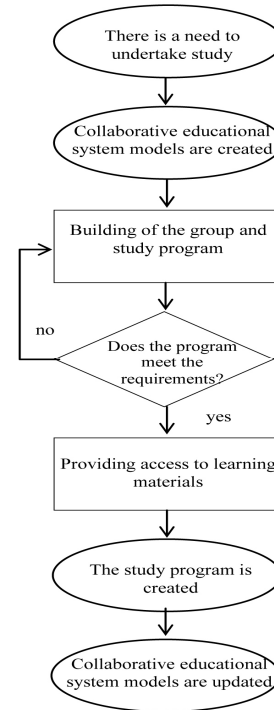 There is a need to
undertake study
Collaborative educational
system models are created
Building of the group and
study program
no
Does the program
meet the
requirements?
yes
Providing access to learning
materials
The study program is
created
Collaborative educational
system models are updated